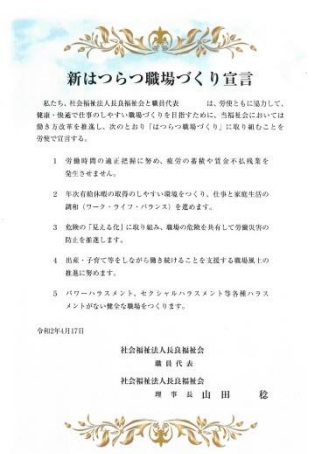 新はつらつ職場づくり宣言
私たち、社会福祉法人長良福祉会と職員代表　　　は、労使ともに協力して、
健康・快適で仕事のしやすい職場づくりを目指すために、当福祉会においては
働き方改革を推進し、次のとおり「はつらつ職場づくり」に取り組むことを
労使で宣言する。
1　労働時間の適正把握に努め、疲労の蓄積や賃金不払残業を
発生させません。
2　年次有給休暇の取得のしやすい環境をつくり、仕事と家庭生活の
調和（ワーク・ライフ・バランス）を進めます。
3　危険の『見える化』に取り組み、職場の危険を共有して労働災害の
防止を推進します。
4　出産・子育て等をしながら働き続けることを支援する職場風土の
推進に努めます。
5　パワーハラスメント、セクシャルハラスメント等各種ハラス
メントがない健全な職場をつくります。
令和2年4月17日
社会福祉法人長良福祉会
職員代表
社会福祉法人長良福祉会
理事長　山田　稔